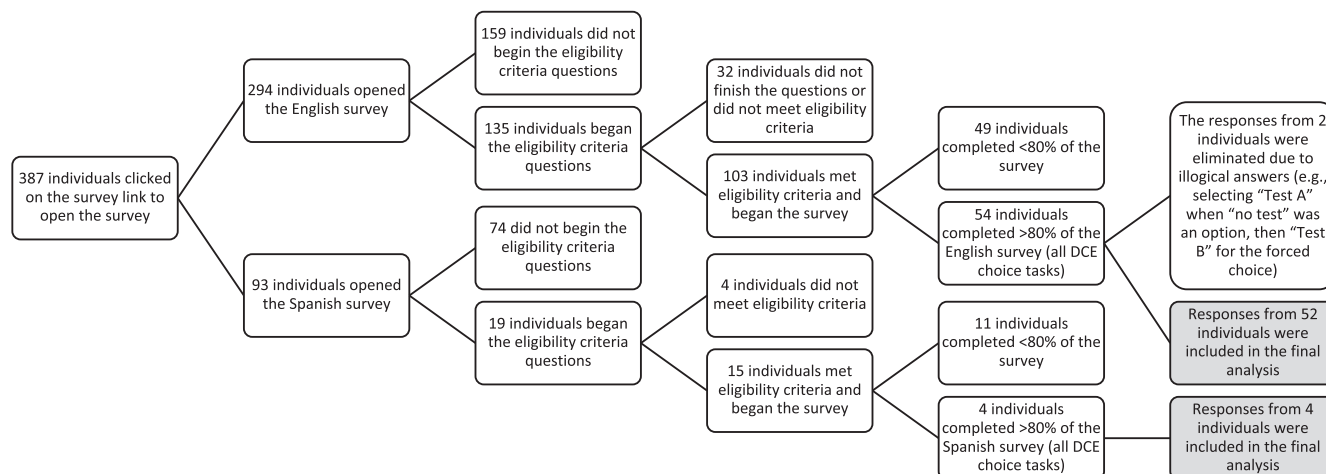 387 individuals clicked
on the survey link to
open the survey
294 individuals opened
the English survey
93 individuals opened
the Spanish survey
159 individuals did not
begin the eligibility
criteria questions
135 individuals began
the eligibility criteria
questions
74 did not begin the
eligibility criteria
questions
19 individuals began
the eligibility criteria
questions
32 individuals did not
finish the questions or
did not meet eligibility
criteria
103 individuals met
eligibility criteria and
began the survey
4 individuals did not
meet eligibility criteria
15 individuals met
eligibility criteria and
began the survey
49 individuals
completed <80% of the
survey
54 individuals
completed >80% of the
English survey (all DCE
choice tasks)
11 individuals
completed <80% of the
survey
4 individuals
completed >80% of the
Spanish survey (all DCE
choice tasks)
The responses from 2
individuals were
eliminated due to
illogical answers (e.g.,
selecting “Test A”
when “no test” was
an option, then “Test
B” for the forced
choice)
Responses from 52
individuals were
included in the final
analysis
Responses from 4
individuals were
included in the final
analysis